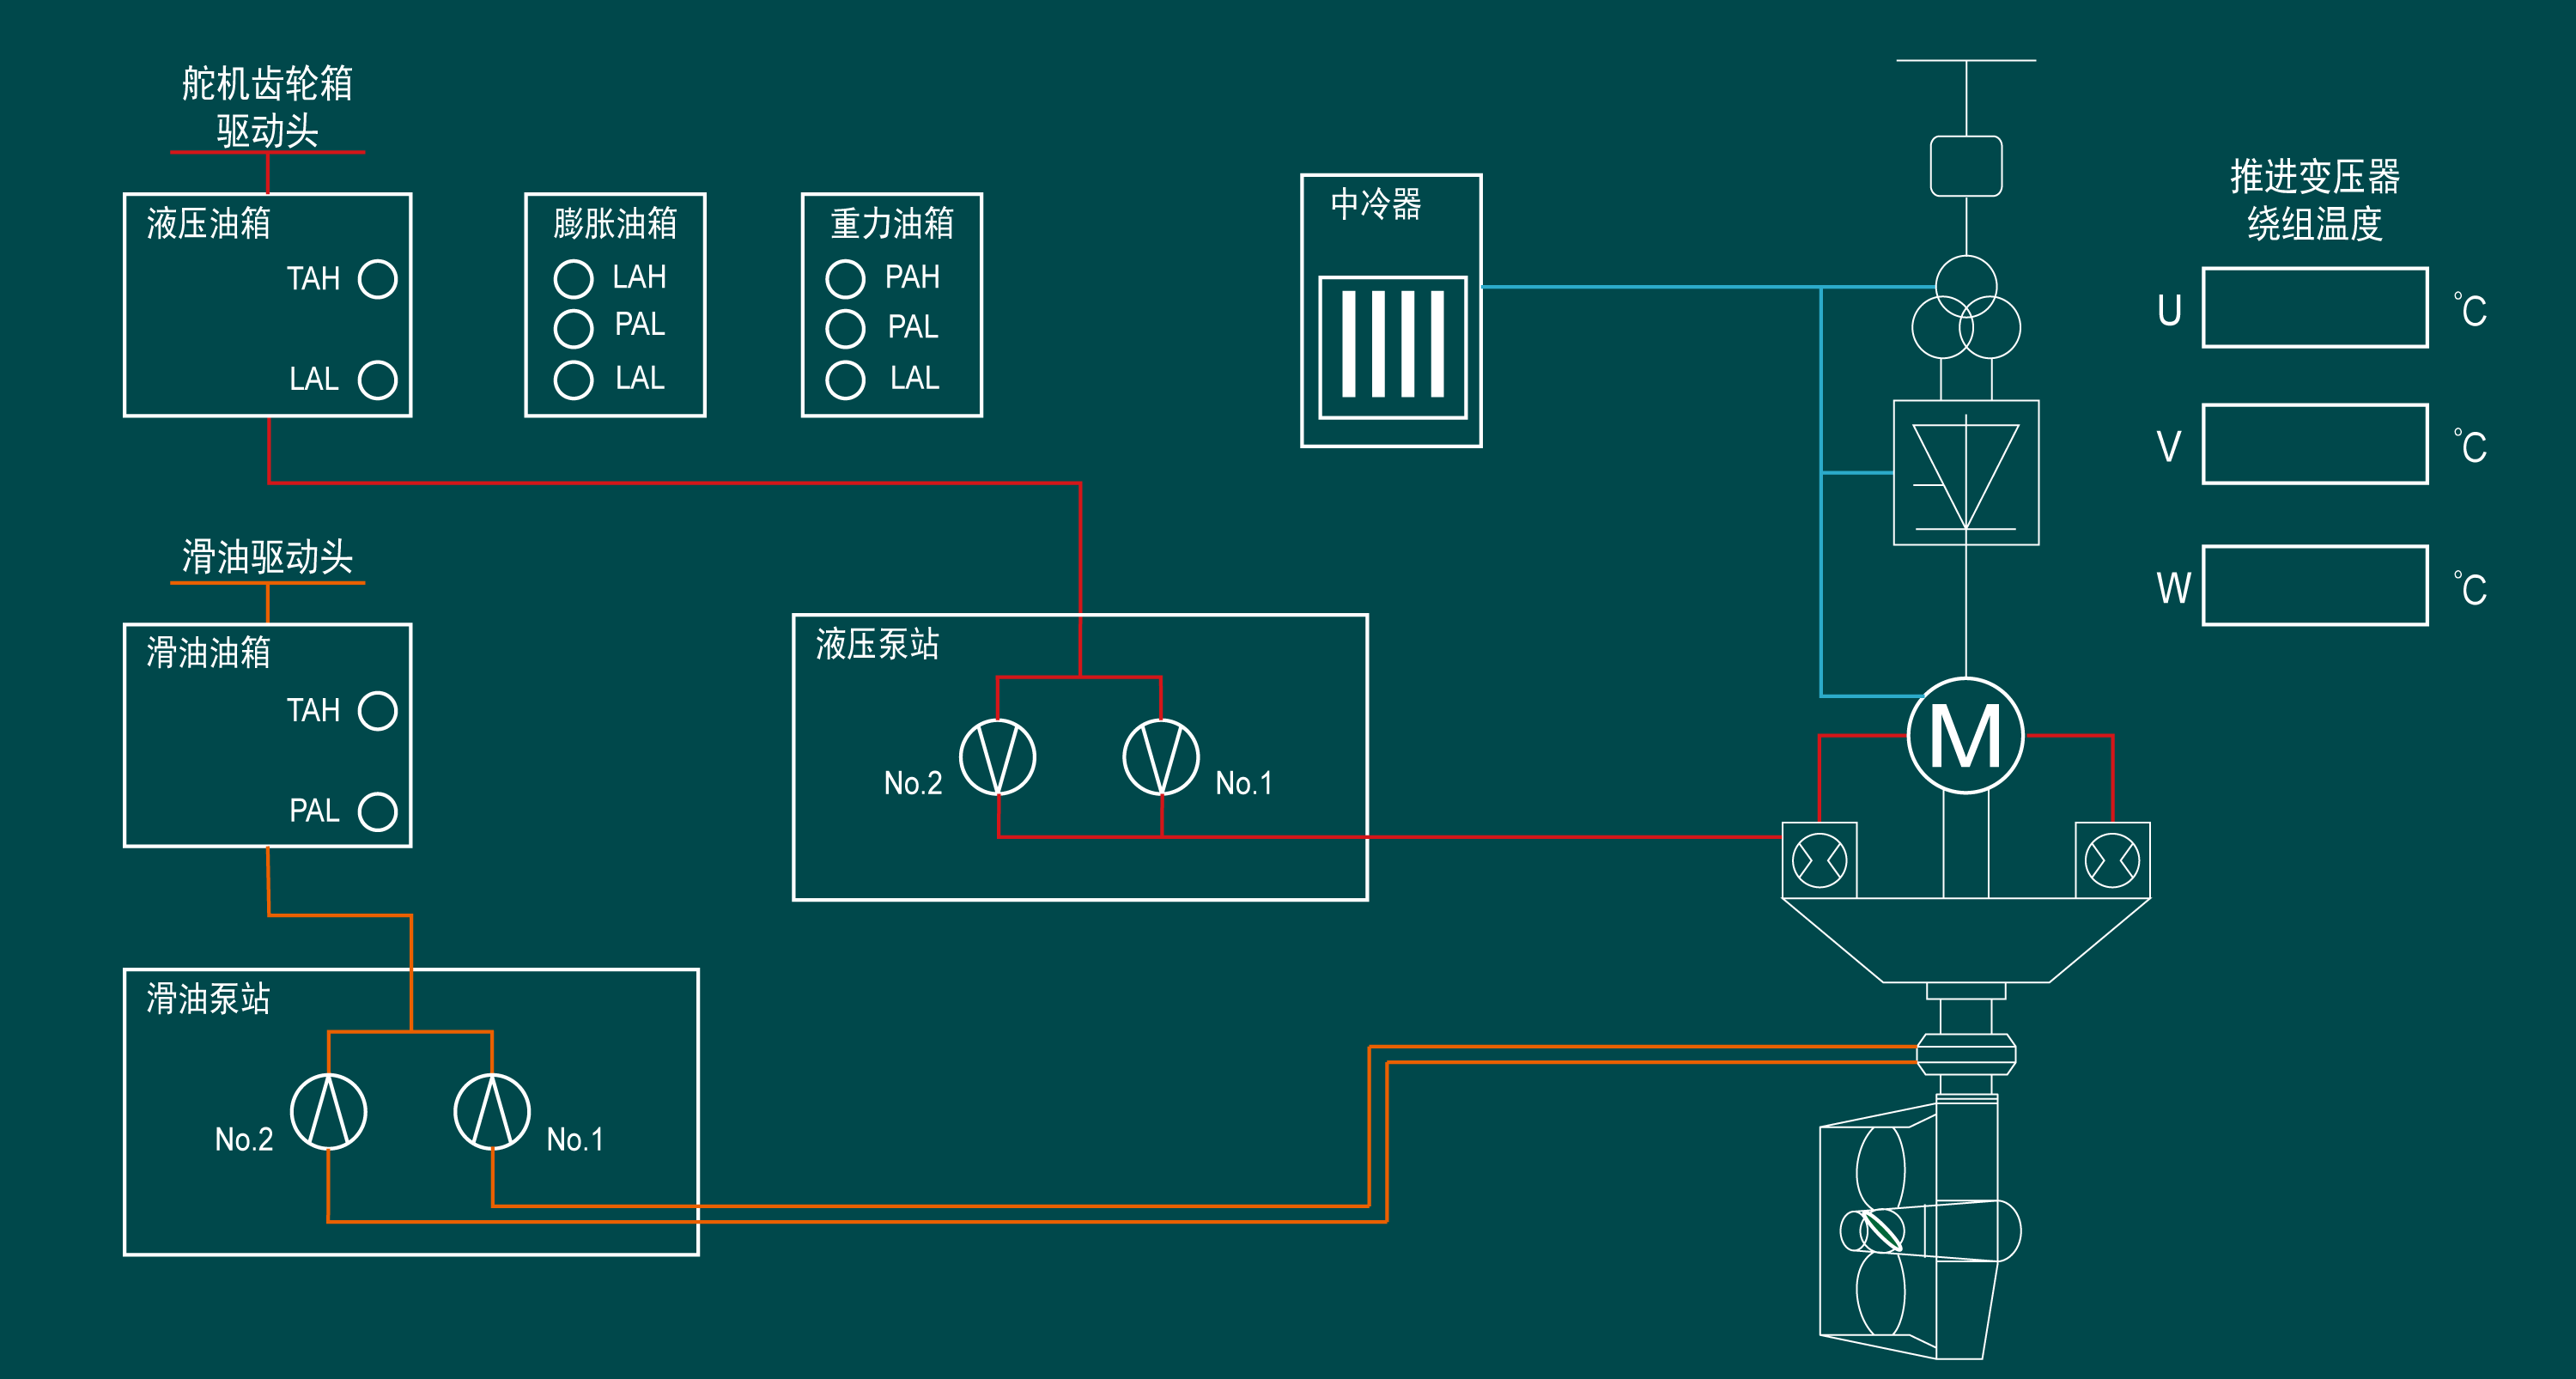 舵机齿轮箱
驱动头
液压油箱
TAH
LAL
膨胀油箱
LAH
PAL
LAL
重力油箱
PAH
PAL
LAL
中冷器
推进变压器
绕组温度
U
℃
V
℃
W
℃
滑油驱动头
滑油油箱
TAH
PAL
液压泵站
No.2
No.1
M
滑油泵站
No.2
No.1